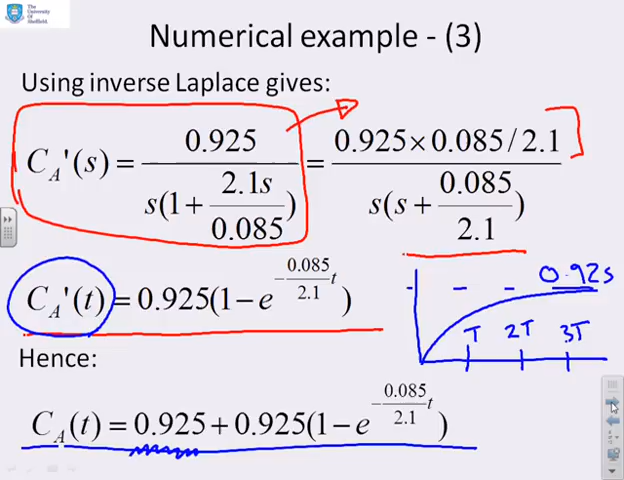 The
University
Of
Sheffield.
Numerical example - (3)
Using inverse Laplace gives:
C_A'(s) = 0.925 / s(1+ 2.1s / 0.085) = 0.925×0.085/2.1 / s(s+ 0.085 / 2.1)
C_A'(t) = 0.925(1−e^{−(0.085/2.1)t})
0.925
T 2T 3T
Hence:
C_A(t) = 0.925+0.925(1−e^{−(0.085/2.1)t})